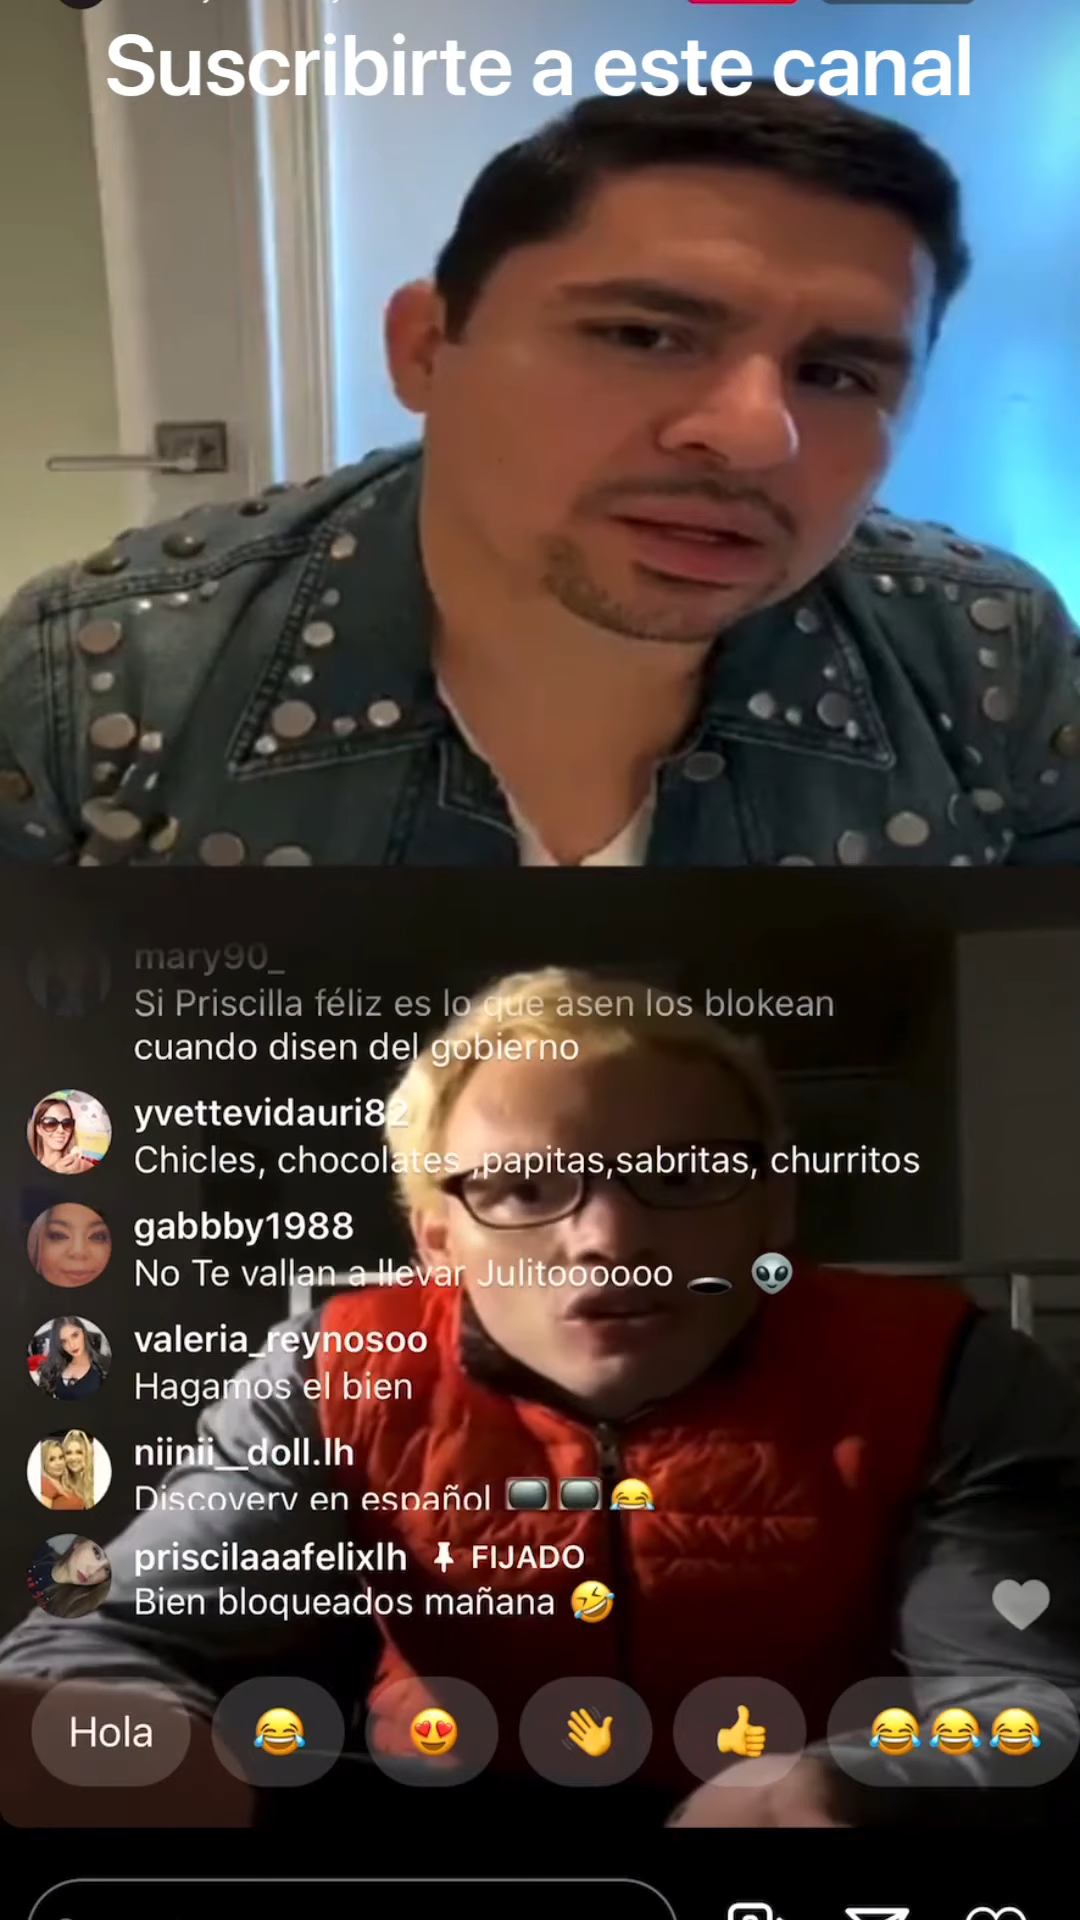 Suscribirte a este canal
mary90_
Si Priscilla féliz es lo que asen los blokean
cuando disen del gobierno
yvettevidauri82
Chicles, chocolates ,papitas,sabritas, churritos
gabbby1988
No Te vallan a llevar Julitoooooo 🕳️ 👽
valeria_reynosoo
Hagamos el bien
niinii__doll.lh
Discovery en español 📺📺😂
priscilaaafelixlh 📌 FIJADO
Bien bloqueados mañana 🤣
Hola 😂 😍 👋 👍 😂😂😂